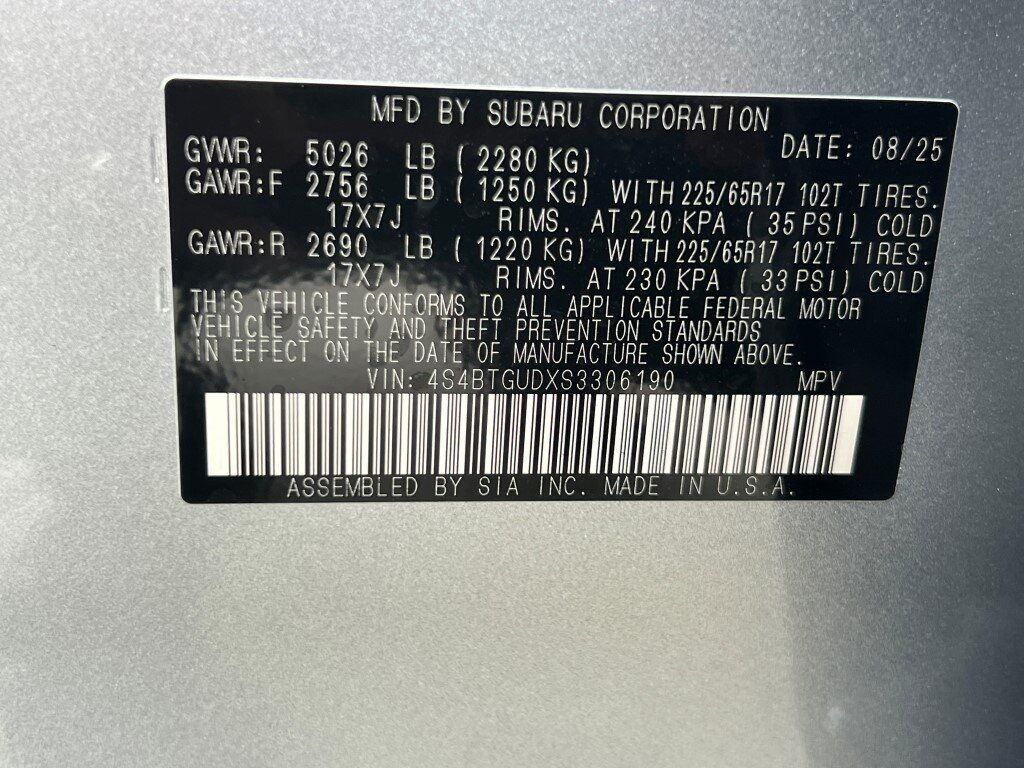 MFD BY SUBARU CORPORATION
DATE: 08/25
GVWR: 5026 LB ( 2280 KG)
GAWR:F 2756 LB ( 1250 KG) WITH 225/65R17 102T TIRES.
17X7J RIMS. AT 240 KPA ( 35 PSI) COLD
GAWR:R 2690 LB ( 1220 KG) WITH 225/65R17 102T TIRES.
17X7J RIMS. AT 230 KPA ( 33 PSI) COLD
THIS VEHICLE CONFORMS TO ALL APPLICABLE FEDERAL MOTOR
VEHICLE SAFETY AND THEFT PREVENTION STANDARDS
IN EFFECT ON THE DATE OF MANUFACTURE SHOWN ABOVE.
VIN: 4S4BTGUDXS3306190 MPV
ASSEMBLED BY SIA INC. MADE IN U.S.A.